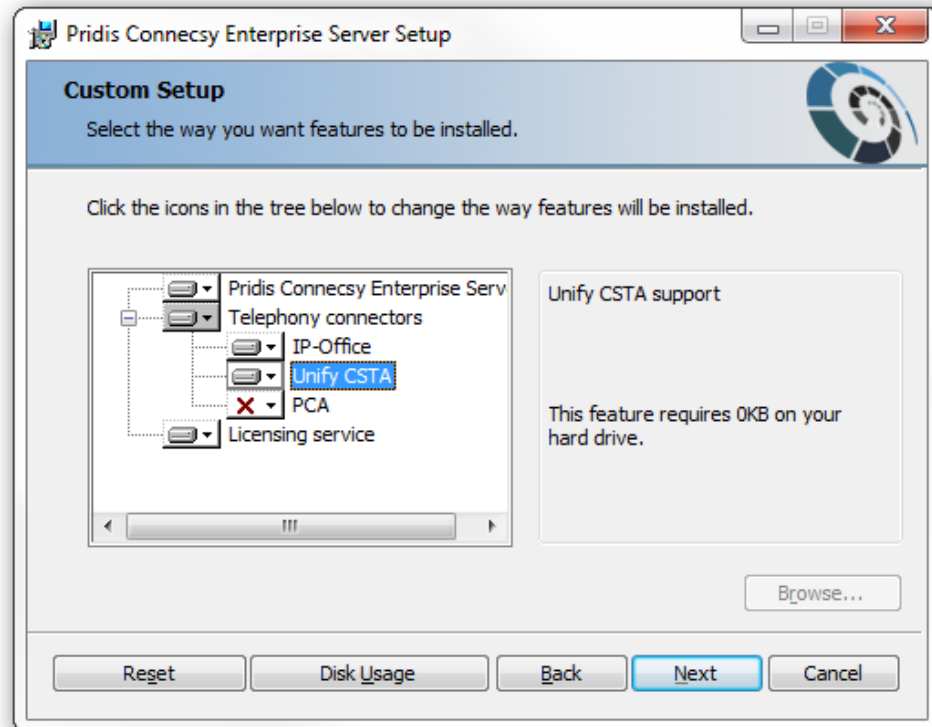 Pridis Connecsy Enterprise Server Setup
Custom Setup
Select the way you want features to be installed.
Click the icons in the tree below to change the way features will be installed.
Pridis Connecsy Enterprise Serv
Telephony connectors
IP-Office
Unify CSTA
PCA
Licensing service
Unify CSTA support
This feature requires 0KB on your
hard drive.
Browse...
Reset
Disk Usage
Back
Next
Cancel